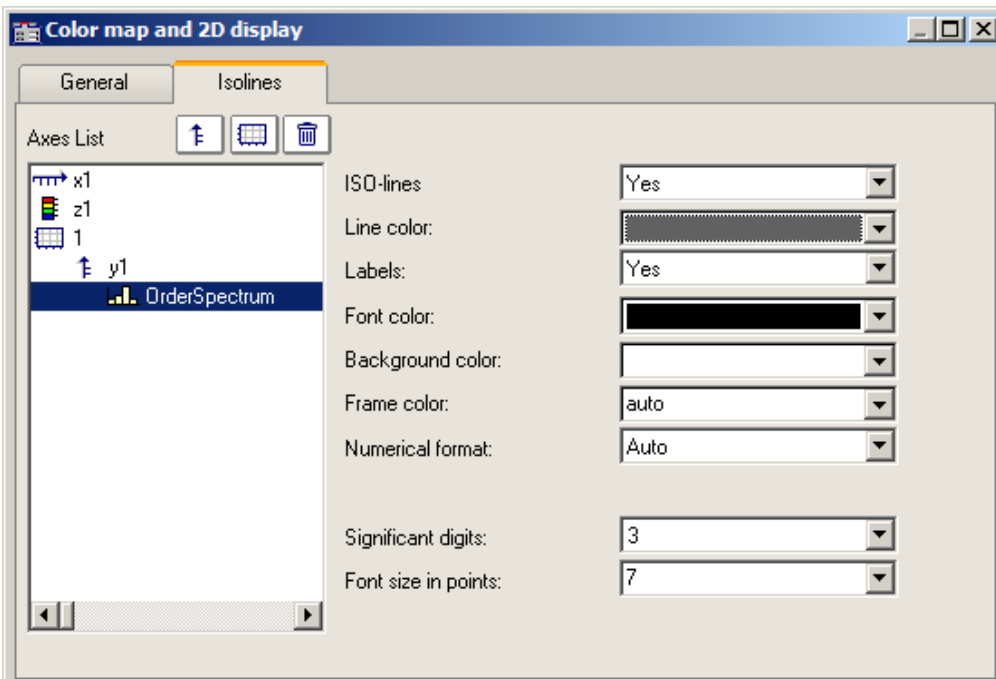 Color map and 2D display
General Isolines
Axes List
x1
z1
1
y1
OrderSpectrum
ISO-lines Yes
Line color:
Labels: Yes
Font color:
Background color:
Frame color: auto
Numerical format: Auto
Significant digits: 3
Font size in points: 7